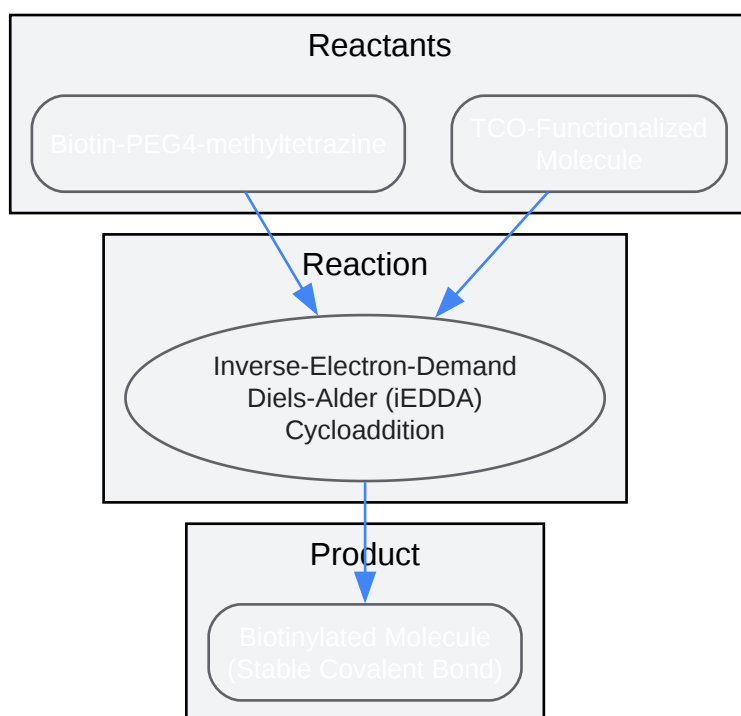 Reactants
Biotin-PEG4-methyltetrazine
TCO-Functionalized
Molecule
Reaction
Inverse-Electron-Demand
Diels-Alder (iEDDA)
Cycloaddition
Product
Biotinylated Molecule
(Stable Covalent Bond)